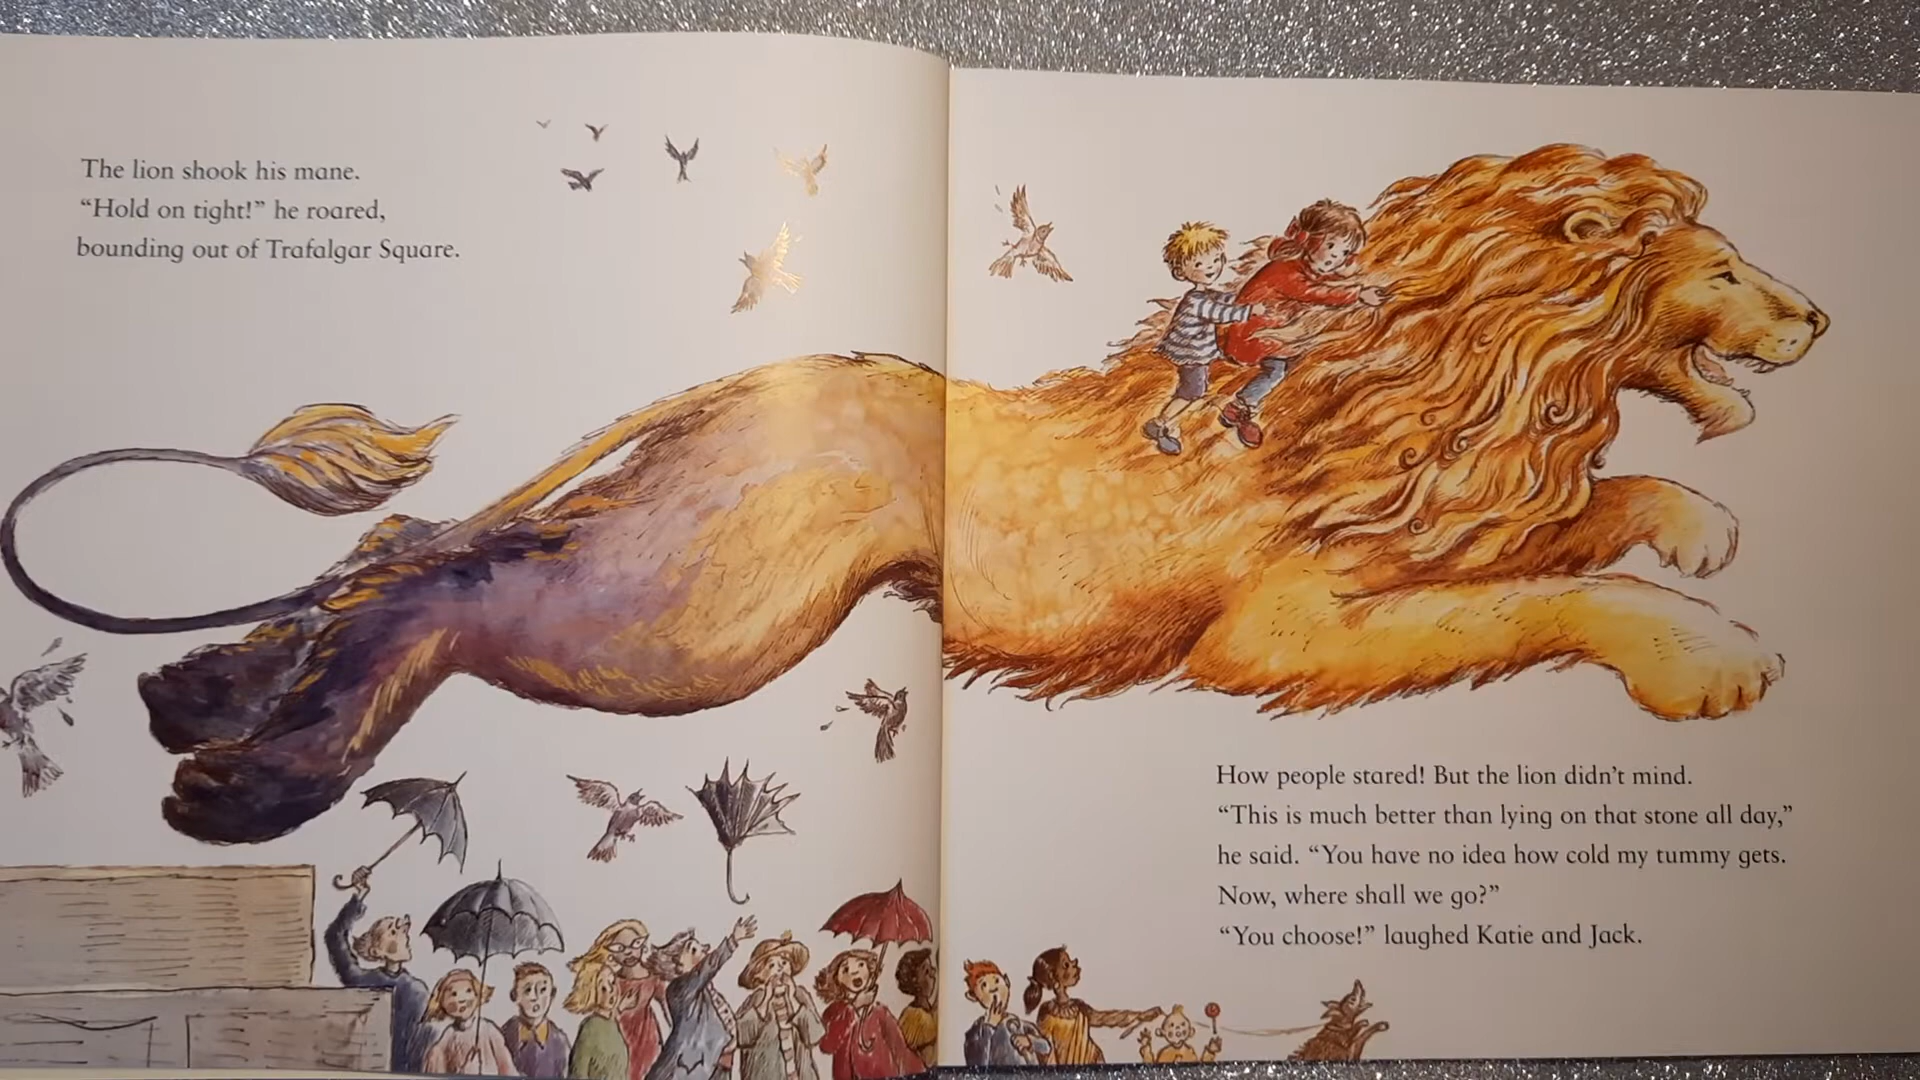 The lion shook his mane.
“Hold on tight!” he roared,
bounding out of Trafalgar Square.
How people stared! But the lion didn’t mind.
“This is much better than lying on that stone all day,”
he said. “You have no idea how cold my tummy gets.
Now, where shall we go?”
“You choose!” laughed Katie and Jack.